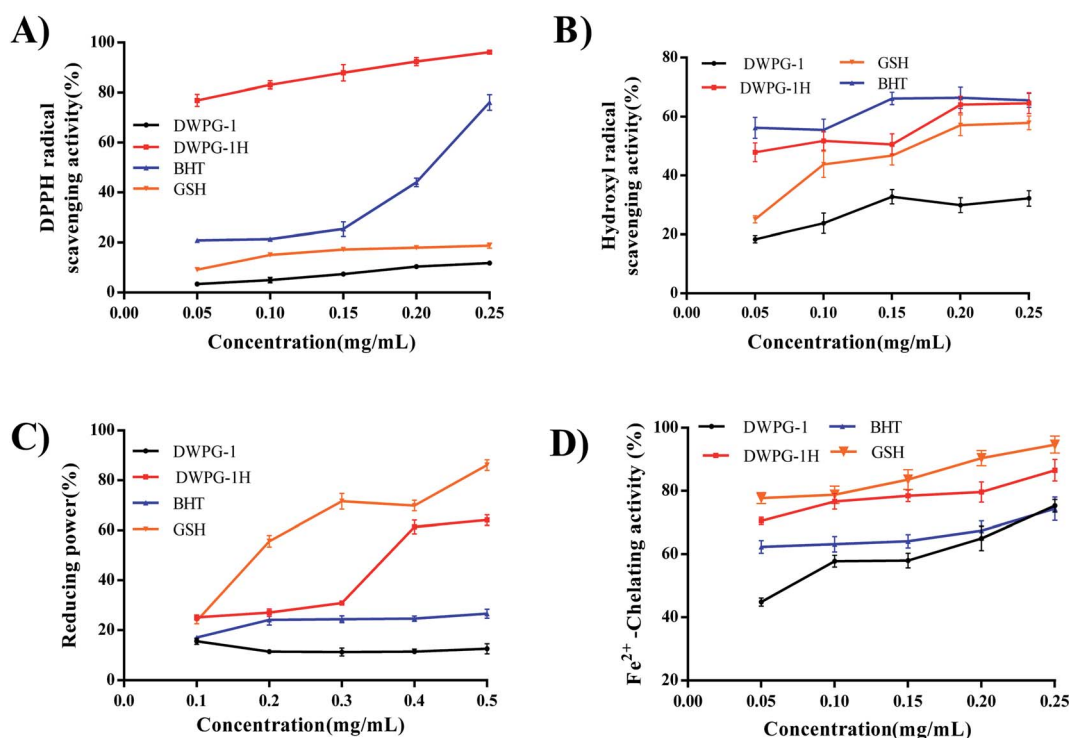 A)
DPPH radical
scavenging activity(%)
100
80
60
40
20
0
DWPG-1
DWPG-1H
BHT
GSH
0.00 0.05 0.10 0.15 0.20 0.25
Concentration(mg/mL)
B)
Hydroxyl radical
scavenging activity(%)
80
60
40
20
0
DWPG-1
DWPG-1H
GSH
BHT
0.00 0.05 0.10 0.15 0.20 0.25
Concentration(mg/mL)
C)
Reducing power(%)
100
80
60
40
20
0
DWPG-1
DWPG-1H
BHT
GSH
0.0 0.1 0.2 0.3 0.4 0.5
Concentration(mg/mL)
D)
Fe2+ -Chelating activity (%)
100
80
60
40
20
DWPG-1
DWPG-1H
BHT
GSH
0.00 0.05 0.10 0.15 0.20 0.25
Concentration(mg/mL)